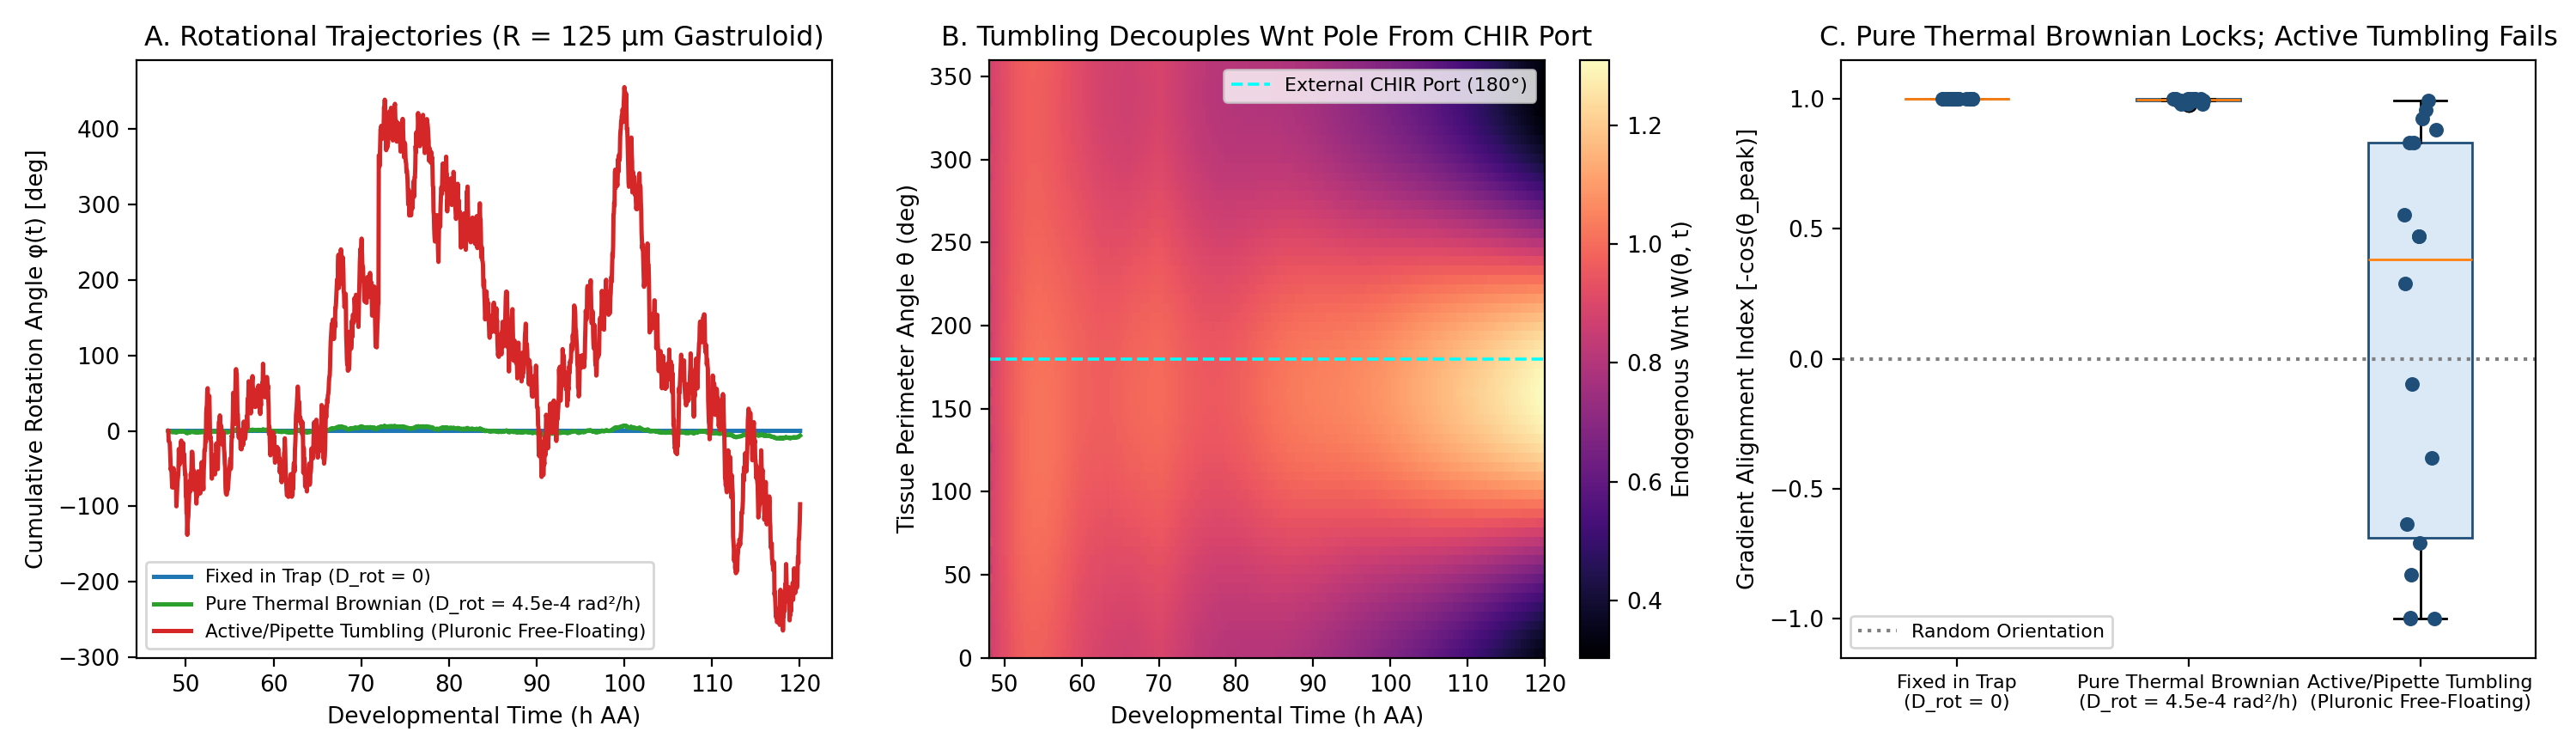 A. Rotational Trajectories (R = 125 µm Gastruloid)
Cumulative Rotation Angle φ(t) [deg]
400
300
200
100
0
−100
−200
−300
Fixed in Trap (D_rot = 0)
Pure Thermal Brownian (D_rot = 4.5e-4 rad²/h)
Active/Pipette Tumbling (Pluronic Free-Floating)
50 60 70 80 90 100 110 120
Developmental Time (h AA)
B. Tumbling Decouples Wnt Pole From CHIR Port
Tissue Perimeter Angle θ (deg)
350
300
250
200
150
100
50
0
External CHIR Port (180°)
50 60 70 80 90 100 110 120
Developmental Time (h AA)
1.2
1.0
0.8
0.6
0.4
Endogenous Wnt W(θ, t)
C. Pure Thermal Brownian Locks; Active Tumbling Fails
Gradient Alignment Index [-cos(θ_peak)]
1.0
0.5
0.0
−0.5
−1.0
Random Orientation
Fixed in Trap
(D_rot = 0)
Pure Thermal Brownian
(D_rot = 4.5e-4 rad²/h)
Active/Pipette Tumbling
(Pluronic Free-Floating)